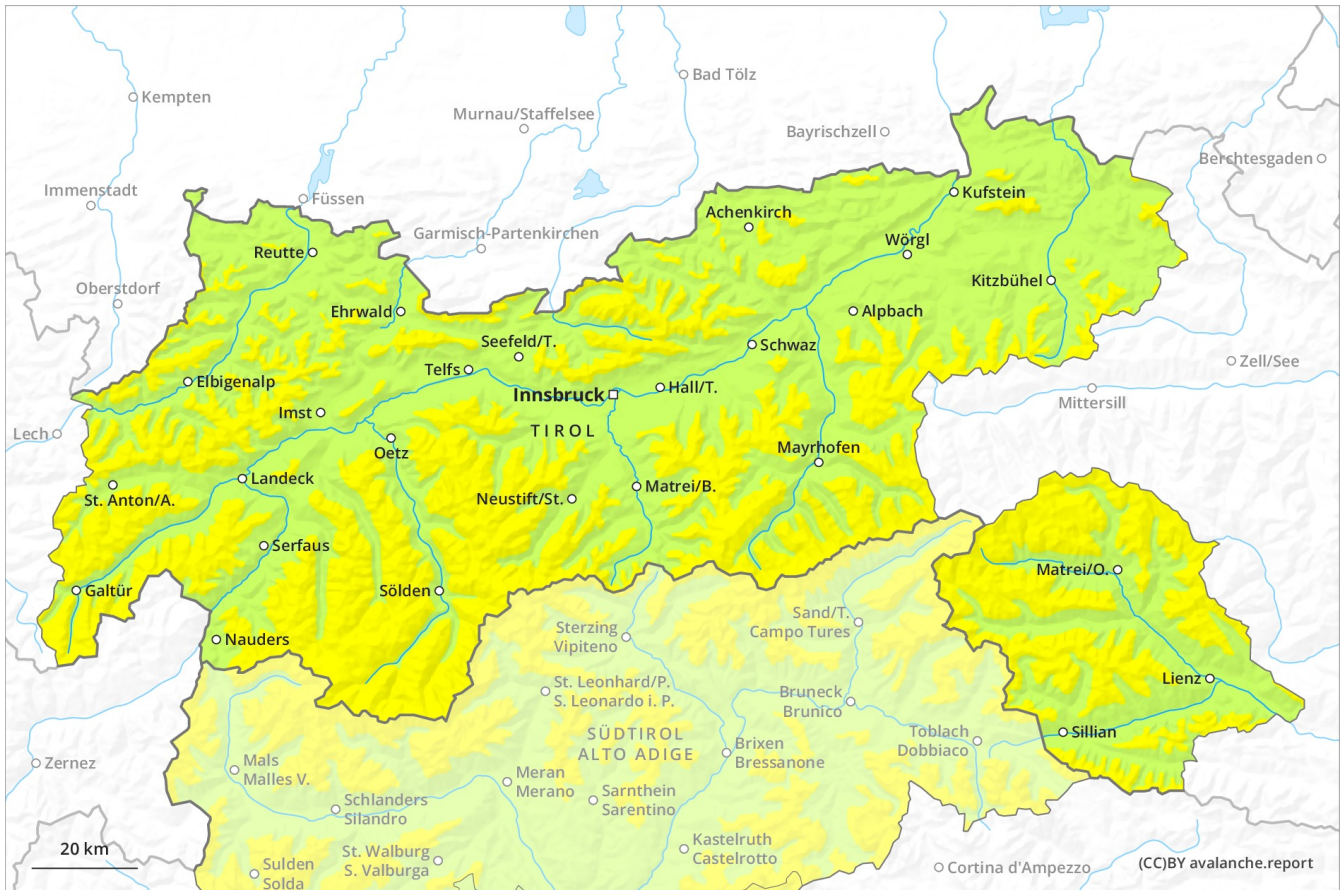 Kempten
Bad Tölz
Murnau/Staffelsee
Bayrischzell
Berchtesgaden
Immenstadt
Füssen
Kufstein
Achenkirch
Garmisch-Partenkirchen
Reutte
Wörgl
Oberstdorf
Kitzbühel
Ehrwald
Alpbach
Seefeld/T.
Schwaz
Zell/See
Telfs
Elbigenalp
Innsbruck
Hall/T.
Mittersill
Imst
Lech
TIROL
Oetz
Mayrhofen
Landeck
St. Anton/A.
Neustift/St.
Matrei/B.
Serfaus
Matrei/O.
Galtür
Sölden
Sand/T.
Campo Tures
Sterzing
Vipiteno
Nauders
Lienz
St. Leonhard/P.
S. Leonardo i. P.
Bruneck
Brunico
SÜDTIROL
ALTO ADIGE
Toblach
Dobbiaco
Sillian
Brixen
Bressanone
Zernez
Mals
Malles V.
Meran
Merano
Sarnthein
Sarentino
Schlanders
Silandro
Kastelruth
Castelrotto
20 km
St. Walburg
S. Valburga
Sulden
Solda
Cortina d'Ampezzo
(CC)BY avalanche.report